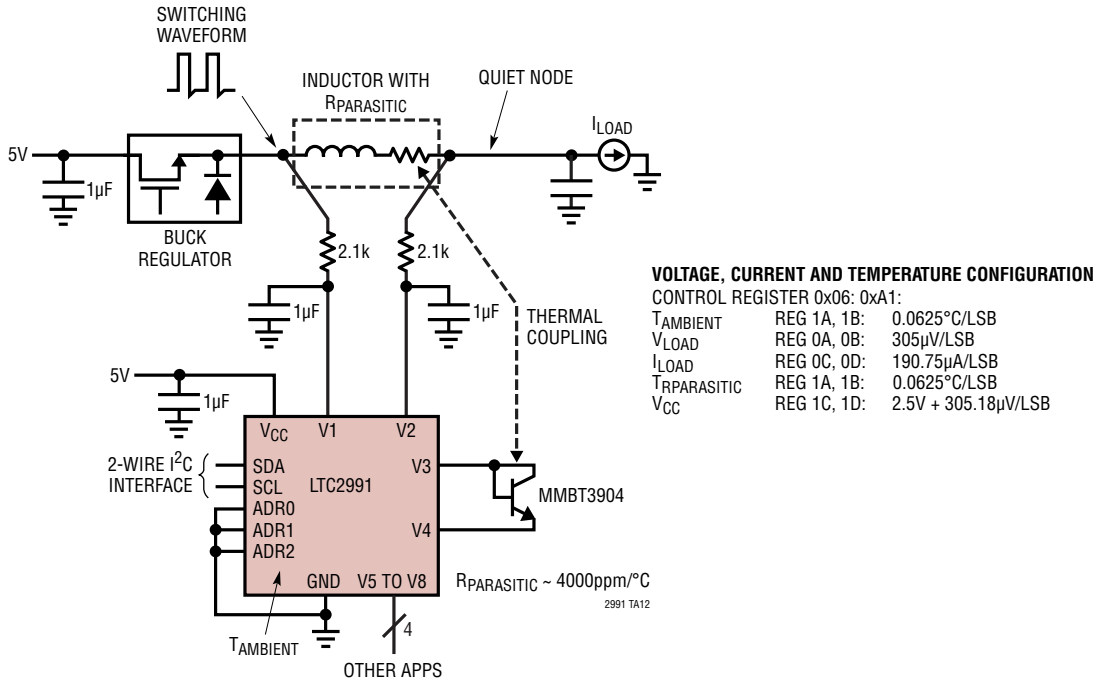 SWITCHING
WAVEFORM
INDUCTOR WITH
RPARASITIC
QUIET NODE
ILOAD
5V
1µF
BUCK
REGULATOR
2.1k
2.1k
1µF
1µF
THERMAL
COUPLING
VOLTAGE, CURRENT AND TEMPERATURE CONFIGURATION
CONTROL REGISTER 0x06: 0xA1:
TAMBIENT REG 1A, 1B: 0.0625°C/LSB
VLOAD REG 0A, 0B: 305µV/LSB
ILOAD REG 0C, 0D: 190.75µA/LSB
TRPARASITIC REG 1A, 1B: 0.0625°C/LSB
VCC REG 1C, 1D: 2.5V + 305.18µV/LSB
5V
1µF
VCC V1 V2
2-WIRE I2C
INTERFACE
SDA
SCL
ADR0
ADR1
ADR2
LTC2991
V3
V4
MMBT3904
GND V5 TO V8
RPARASITIC ~ 4000ppm/°C
2991 TA12
TAMBIENT
4
OTHER APPS